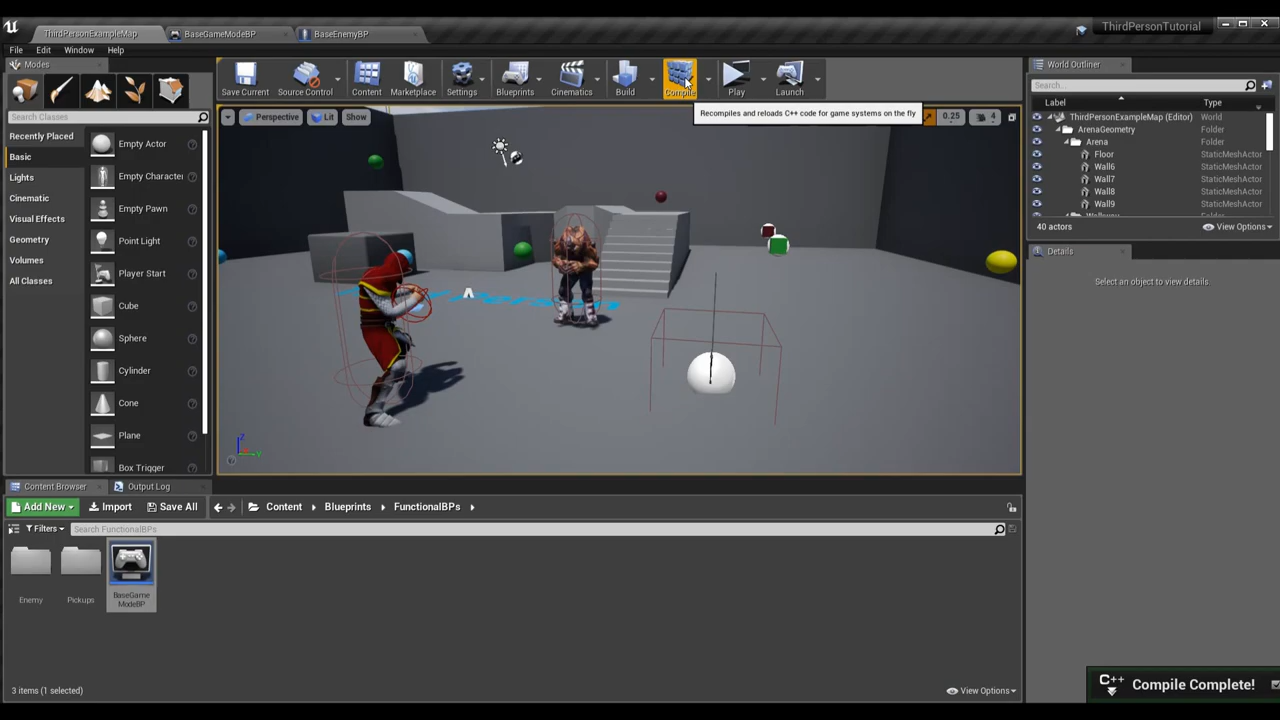 ThirdPersonExampleMap
BaseGameModeBP
BaseEnemyBP
ThirdPersonTutorial
File Edit Window Help
Modes
Search Classes
Recently Placed
Basic
Lights
Cinematic
Visual Effects
Geometry
Volumes
All Classes
Empty Actor
Empty Character
Empty Pawn
Point Light
Player Start
Cube
Sphere
Cylinder
Cone
Plane
Box Trigger
Save Current
Source Control
Content
Marketplace
Settings
Blueprints
Cinematics
Build
Compile
Play
Launch
Recompiles and reloads C++ code for game systems on the fly
Perspective
Lit
Show
0.25
4
World Outliner
Search...
Label
Type
ThirdPersonExampleMap (Editor) World
ArenaGeometry Folder
Arena Folder
Floor StaticMeshActor
Wall6 StaticMeshActor
Wall7 StaticMeshActor
Wall8 StaticMeshActor
Wall9 StaticMeshActor
Folder
40 actors
View Options
Details
Select an object to view details.
Content Browser
Output Log
Add New
Import
Save All
Content
Blueprints
FunctionalBPs
Filters
Search FunctionalBPs
Enemy
Pickups
BaseGame
ModeBP
3 items (1 selected)
View Options
C++
Compile Complete!